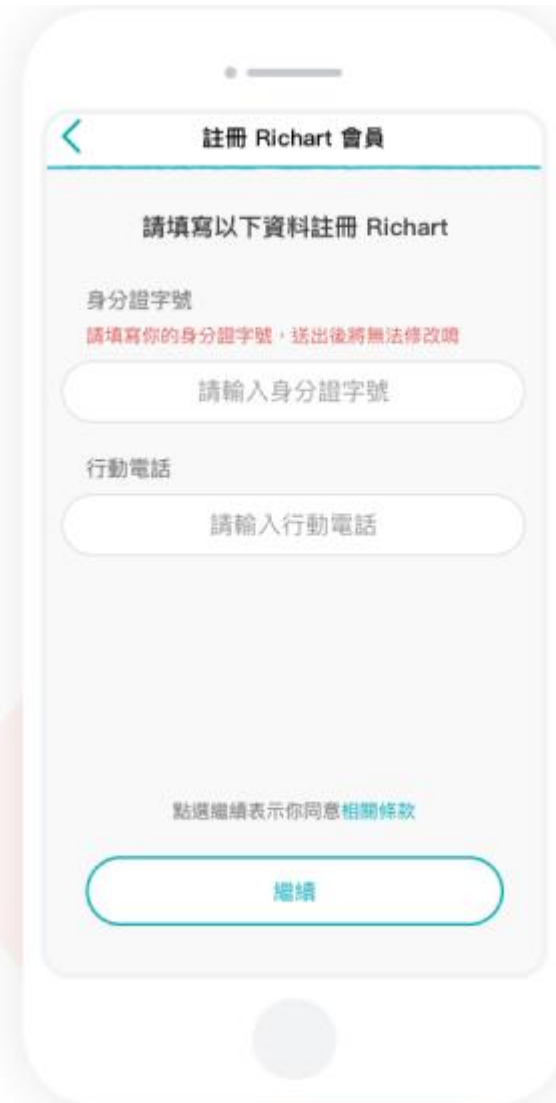 註冊 Richart 會員
請填寫以下資料註冊 Richart
身分證字號
請填寫你的身分證字號，送出後將無法修改唷
請輸入身分證字號
行動電話
請輸入行動電話
點選繼續表示你同意相關條款
繼續